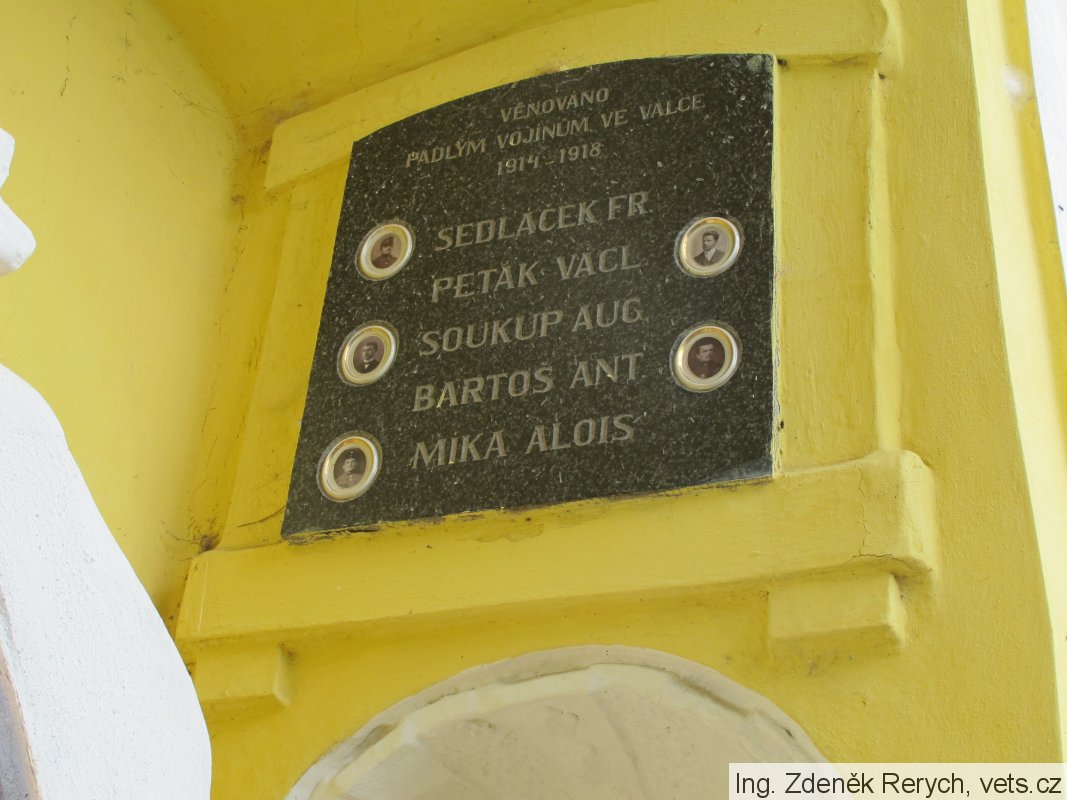 VĚNOVÁNO
PADLÝM VOJÍNŮM VE VÁLCE
1914-1918
SEDLÁČEK FR
PETÁK VÁCL.
SOUKUP AUG.
BARTOŠ ANT
MIKA ALOIS
Ing. Zdeněk Rerych, vets.cz